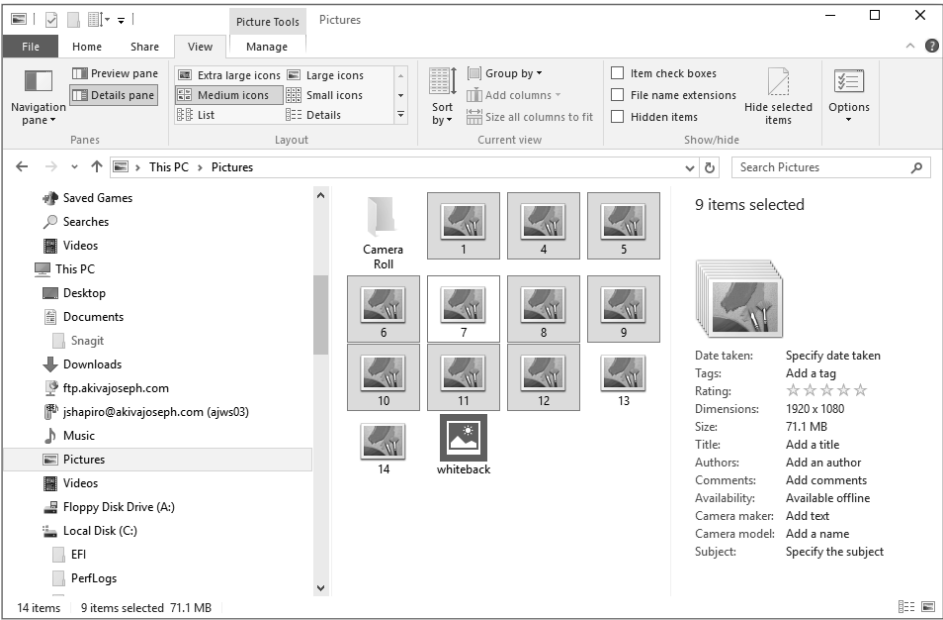 Picture Tools Pictures
File Home Share View Manage
Navigation pane
Preview pane
Details pane
Panes
Extra large icons Large icons
Medium icons Small icons
List Details
Layout
Sort by
Group by
Add columns
Size all columns to fit
Current view
Item check boxes
File name extensions
Hidden items
Hide selected items
Show/hide
Options
This PC > Pictures
Search Pictures
Saved Games
Searches
Videos
This PC
Desktop
Documents
Snagit
Downloads
ftp.akivajoseph.com
jshapiro@akivajoseph.com (ajws03)
Music
Pictures
Videos
Floppy Disk Drive (A:)
Local Disk (C:)
EFI
PerfLogs
Camera Roll
1 4 5
6 7 8 9
10 11 12 13
14 whiteback
9 items selected
Date taken: Specify date taken
Tags: Add a tag
Rating:
Dimensions: 1920 x 1080
Size: 71.1 MB
Title: Add a title
Authors: Add an author
Comments: Add comments
Availability: Available offline
Camera maker: Add text
Camera model: Add a name
Subject: Specify the subject
14 items 9 items selected 71.1 MB